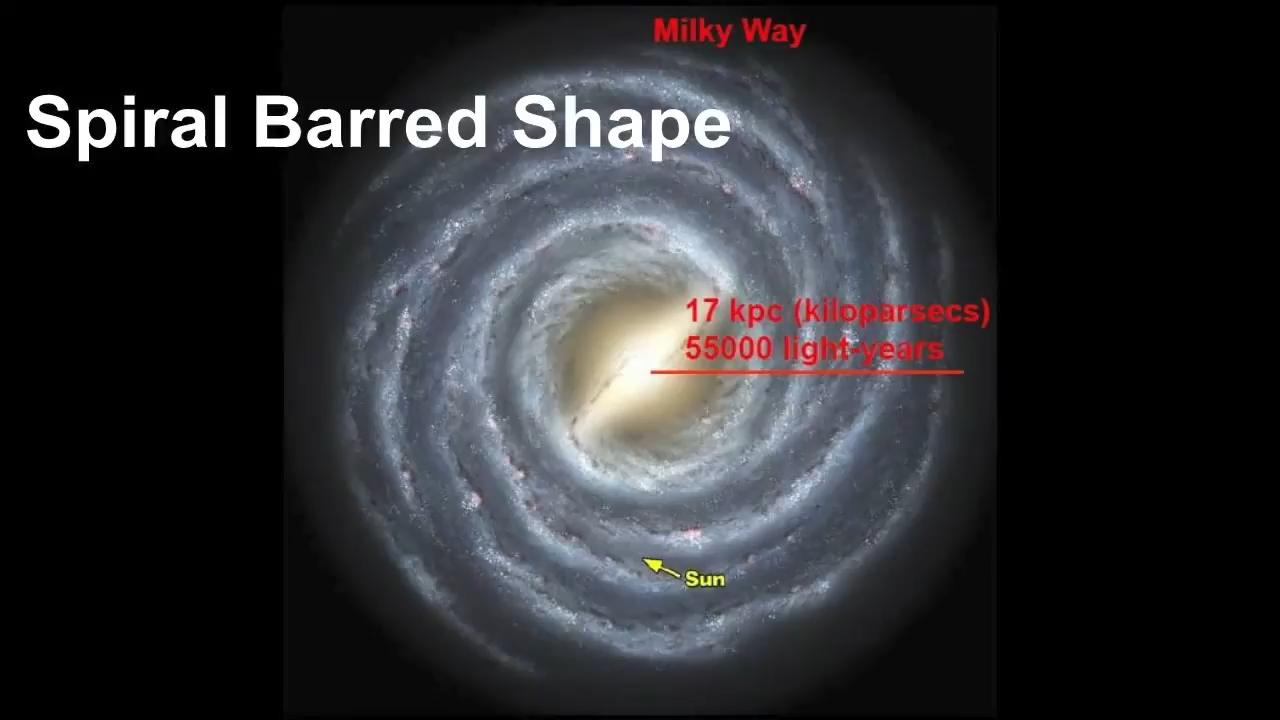 Milky Way
Spiral Barred Shape
17 kpc (kiloparsecs)
55000 light-years
Sun